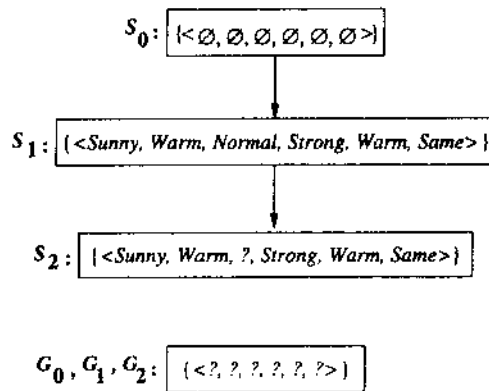 S0: {<Ø, Ø, Ø, Ø, Ø, Ø>}
S1: {<Sunny, Warm, Normal, Strong, Warm, Same>}
S2: {<Sunny, Warm, ?, Strong, Warm, Same>}
G0, G1, G2: {<?, ?, ?, ?, ?, ?>}